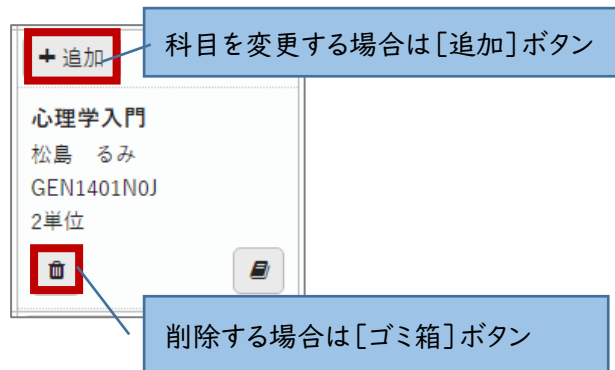 + 追加
科目を変更する場合は[追加]ボタン
心理学入門
松島　るみ
GEN1401N0J
2単位
削除する場合は[ゴミ箱]ボタン